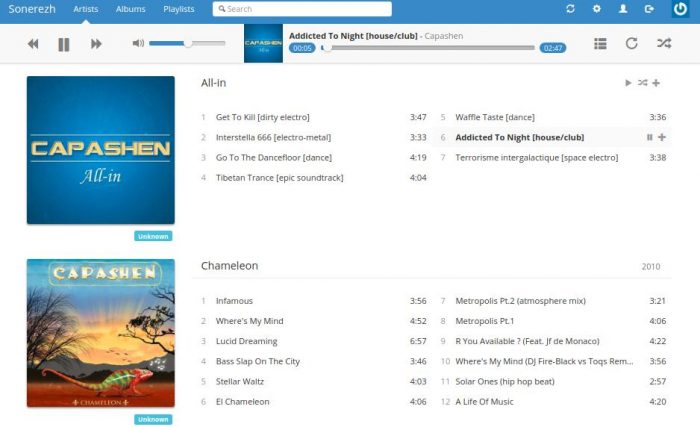 Sonerezh Artists Albums Playlists Search
Addicted To Night [house/club] - Capashen
00:05 02:47
CAPASHEN
All-in
Unknown
All-in
1 Get To Kill [dirty electro] 3:47
2 Interstella 666 [electro-metal] 3:33
3 Go To The Dancefloor [dance] 4:19
4 Tibetan Trance [epic soundtrack] 4:04
5 Waffle Taste [dance] 3:36
6 Addicted To Night [house/club]
7 Terrorisme intergalactique [space electro] 3:38
CAPASHEN
CHAMELEON
Unknown
Chameleon 2010
1 Infamous 3:56
2 Where's My Mind 4:52
3 Lucid Dreaming 6:57
4 Bass Slap On The City 3:46
5 Stellar Waltz 4:03
6 El Chameleon 4:06
7 Metropolis Pt.2 (atmosphere mix) 3:21
8 Metropolis Pt.1 4:06
9 R You Available ? (Feat. Jf de Monaco) 4:22
10 Where's My Mind (DJ Fire-Black vs Toqs Rem... 3:56
11 Solar Ones (hip hop beat) 2:57
12 A Life Of Music 4:20